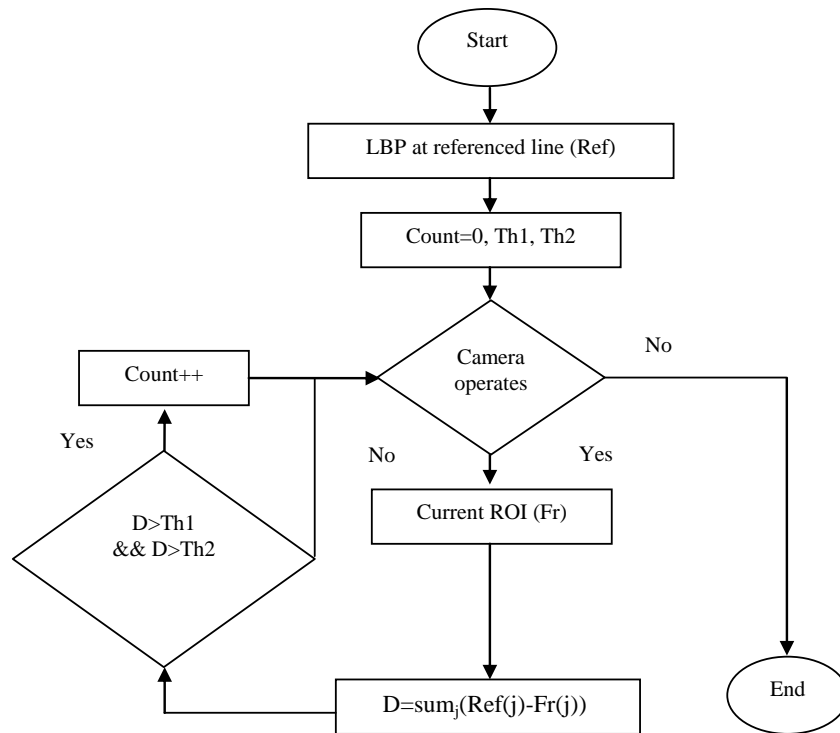 Start
LBP at referenced line (Ref)
Count=0, Th1, Th2
Camera
operates
No
Count++
Yes
No
Yes
D>Th1
&& D>Th2
Current ROI (Fr)
D=sumj(Ref(j)-Fr(j))
End